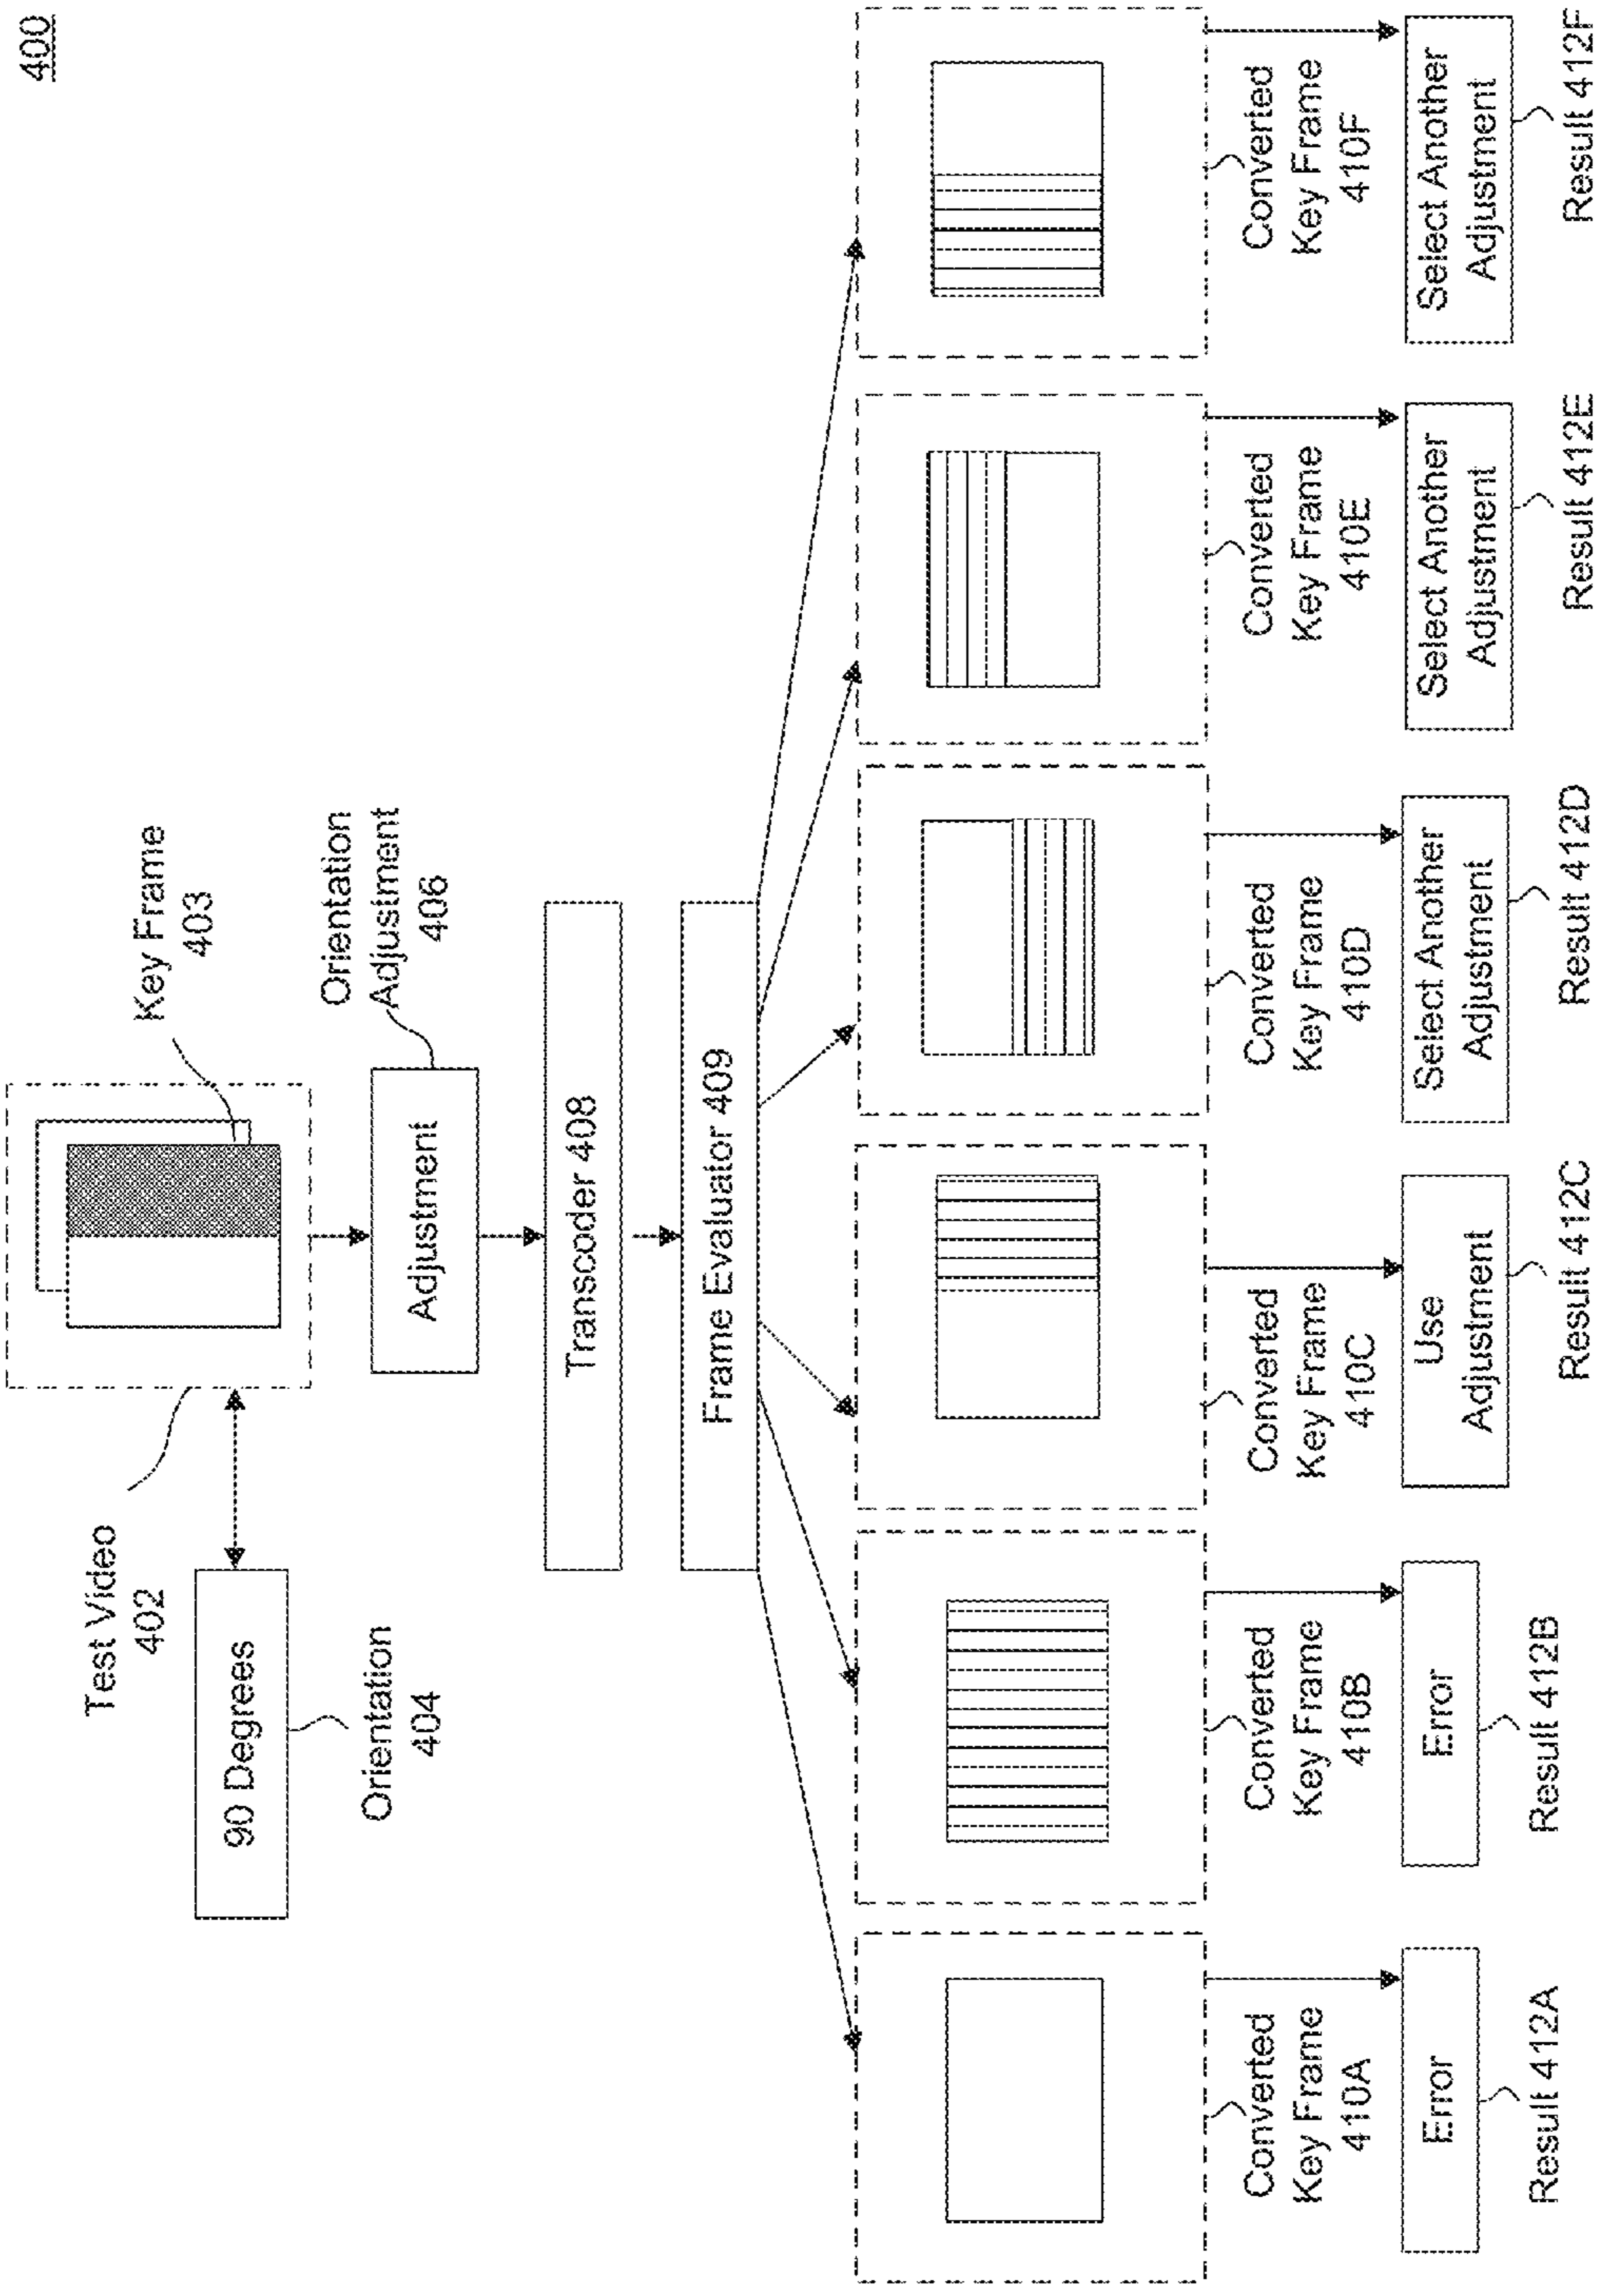 400
Test Video
402
Key Frame
403
90 Degrees
Orientation
404
Orientation
Adjustment
406
Adjustment
Transcoder 408
Frame Evaluator 409
Converted
Key Frame
410A
Converted
Key Frame
410B
Converted
Key Frame
410C
Converted
Key Frame
410D
Converted
Key Frame
410E
Converted
Key Frame
410F
Error
Error
Use
Adjustment
Select Another
Adjustment
Select Another
Adjustment
Select Another
Adjustment
Result 412A
Result 412B
Result 412C
Result 412D
Result 412E
Result 412F